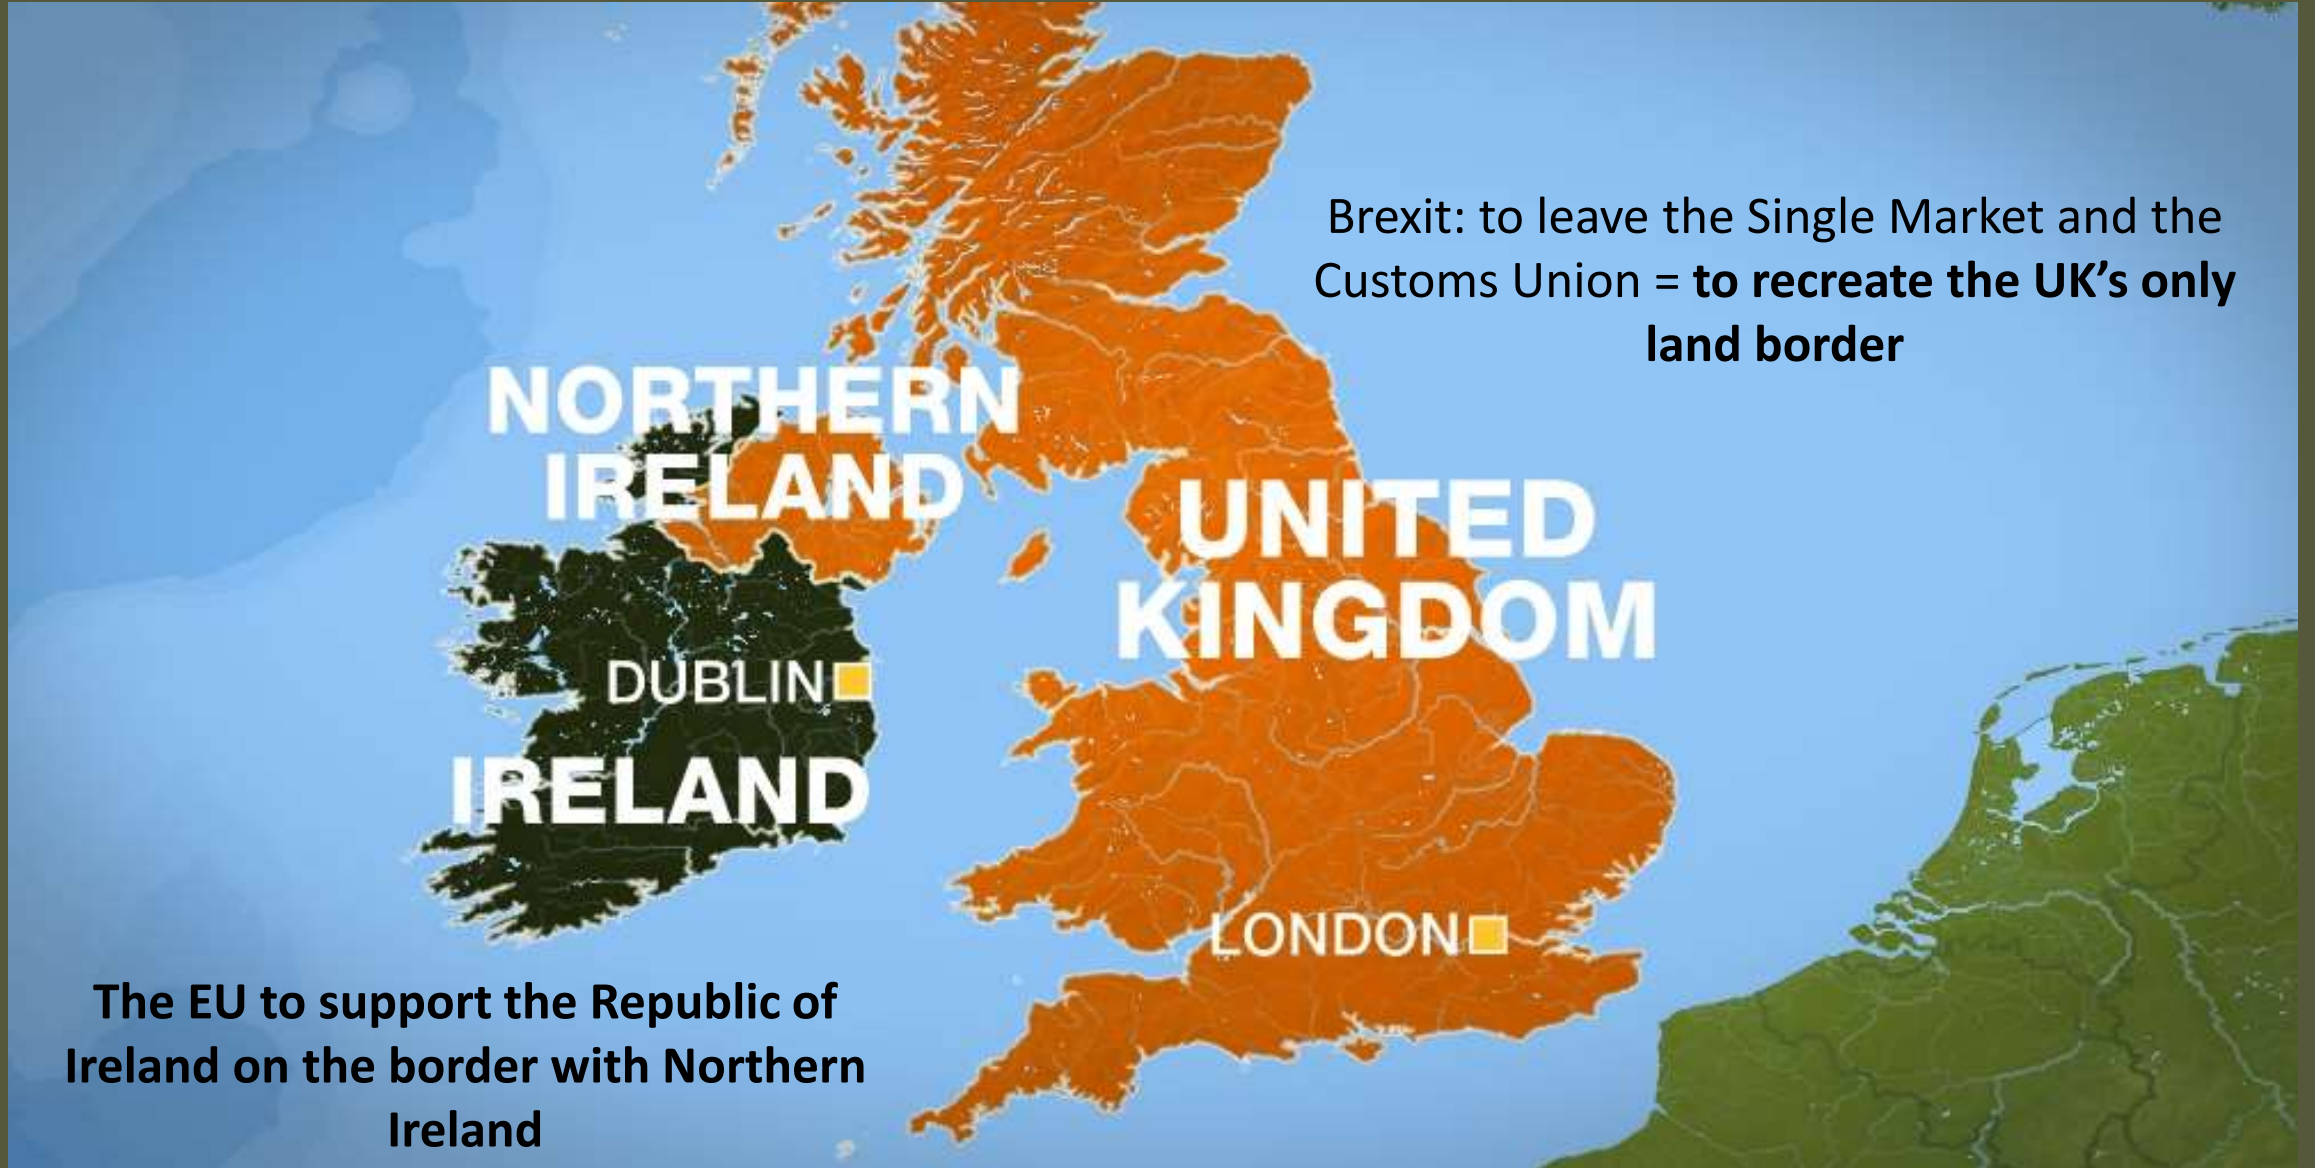 Brexit: to leave the Single Market and the
Customs Union = to recreate the UK’s only
land border
NORTHERN
IRELAND
UNITED
KINGDOM
DUBLIN
IRELAND
LONDON
The EU to support the Republic of
Ireland on the border with Northern
Ireland